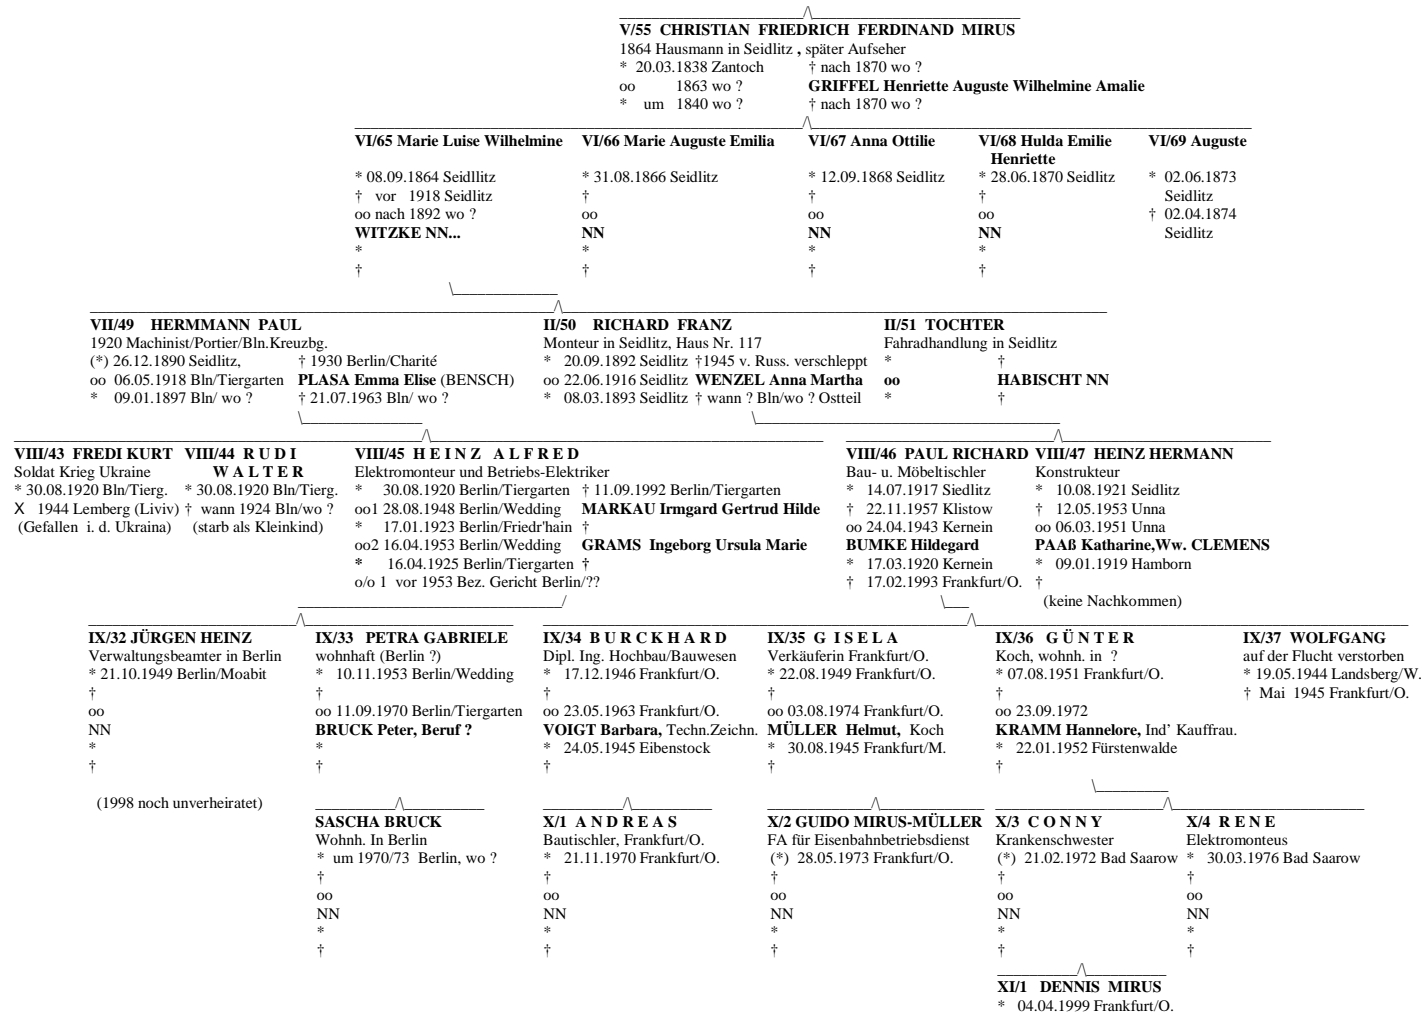 V/55 CHRISTIAN FRIEDRICH FERDINAND MIRUS
1864 Hausmann in Seidlitz , später Aufseher
* 20.03.1838 Zantoch † nach 1870 wo ?
oo 1863 wo ? GRIFFEL Henriette Auguste Wilhelmine Amalie
* um 1840 wo ? † nach 1870 wo ?
VI/65 Marie Luise Wilhelmine
* 08.09.1864 Seidllitz
† vor 1918 Seidlitz
oo nach 1892 wo ?
WITZKE NN...
*
†
VI/66 Marie Auguste Emilia
* 31.08.1866 Seidlitz
†
oo
NN
*
†
VI/67 Anna Ottilie
* 12.09.1868 Seidlitz
†
oo
NN
*
†
VI/68 Hulda Emilie
Henriette
* 28.06.1870 Seidlitz
†
oo
NN
*
†
VI/69 Auguste
* 02.06.1873
Seidlitz
† 02.04.1874
Seidlitz
VII/49 HERMMANN PAUL
1920 Machinist/Portier/Bln.Kreuzbg.
(*) 26.12.1890 Seidlitz, † 1930 Berlin/Charité
oo 06.05.1918 Bln/Tiergarten PLASA Emma Elise (BENSCH)
* 09.01.1897 Bln/ wo ? † 21.07.1963 Bln/ wo ?
II/50 RICHARD FRANZ
Monteur in Seidlitz, Haus Nr. 117
* 20.09.1892 Seidlitz †1945 v. Russ. verschleppt
oo 22.06.1916 Seidlitz WENZEL Anna Martha
* 08.03.1893 Seidlitz † wann ? Bln/wo ? Ostteil
II/51 TOCHTER
Fahradhandlung in Seidlitz
* †
oo HABISCHT NN
* †
VIII/43 FREDI KURT
Soldat Krieg Ukraine
* 30.08.1920 Bln/Tierg.
X 1944 Lemberg (Liviv)
(Gefallen i. d. Ukraina)
VIII/44 R U D I
W A L T E R
* 30.08.1920 Bln/Tierg.
† wann 1924 Bln/wo ?
(starb als Kleinkind)
VIII/45 H E I N Z A L F R E D
Elektromonteur und Betriebs-Elektriker
* 30.08.1920 Berlin/Tiergarten † 11.09.1992 Berlin/Tiergarten
oo1 28.08.1948 Berlin/Wedding MARKAU Irmgard Gertrud Hilde
* 17.01.1923 Berlin/Friedr'hain †
oo2 16.04.1953 Berlin/Wedding GRAMS Ingeborg Ursula Marie
* 16.04.1925 Berlin/Tiergarten †
o/o 1 vor 1953 Bez. Gericht Berlin/??
VIII/46 PAUL RICHARD
Bau- u. Möbeltischler
* 14.07.1917 Siedlitz
† 22.11.1957 Klistow
oo 24.04.1943 Kernein
BUMKE Hildegard
* 17.03.1920 Kernein
† 17.02.1993 Frankfurt/O.
VIII/47 HEINZ HERMANN
Konstrukteur
* 10.08.1921 Seidlitz
† 12.05.1953 Unna
oo 06.03.1951 Unna
PAAß Katharine,Ww. CLEMENS
* 09.01.1919 Hamborn
†
(keine Nachkommen)
IX/32 JÜRGEN HEINZ
Verwaltungsbeamter in Berlin
* 21.10.1949 Berlin/Moabit
†
oo
NN
*
†
(1998 noch unverheiratet)
IX/33 PETRA GABRIELE
wohnhaft (Berlin ?)
* 10.11.1953 Berlin/Wedding
†
oo 11.09.1970 Berlin/Tiergarten
BRUCK Peter, Beruf ?
*
†
IX/34 B U R C K H A R D
Dipl. Ing. Hochbau/Bauwesen
* 17.12.1946 Frankfurt/O.
†
oo 23.05.1963 Frankfurt/O.
VOIGT Barbara, Techn.Zeichn.
* 24.05.1945 Eibenstock
†
IX/35 G I S E L A
Verkäuferin Frankfurt/O.
* 22.08.1949 Frankfurt/O.
†
oo 03.08.1974 Frankfurt/O.
MÜLLER Helmut, Koch
* 30.08.1945 Frankfurt/M.
†
IX/36 G Ü N T E R
Koch, wohnh. in ?
* 07.08.1951 Frankfurt/O.
†
oo 23.09.1972
KRAMM Hannelore, Ind’ Kauffrau.
* 22.01.1952 Fürstenwalde
†
IX/37 WOLFGANG
auf der Flucht verstorben
* 19.05.1944 Landsberg/W.
† Mai 1945 Frankfurt/O.
SASCHA BRUCK
Wohnh. In Berlin
* um 1970/73 Berlin, wo ?
†
oo
NN
*
†
X/1 A N D R E A S
Bautischler, Frankfurt/O.
* 21.11.1970 Frankfurt/O.
†
oo
NN
*
†
X/2 GUIDO MIRUS-MÜLLER
FA für Eisenbahnbetriebsdienst
(*) 28.05.1973 Frankfurt/O.
†
oo
NN
*
†
X/3 C O N N Y
Krankenschwester
(*) 21.02.1972 Bad Saarow
†
oo
NN
*
†
X/4 R E N E
Elektromonteus
* 30.03.1976 Bad Saarow
†
oo
NN
*
†
XI/1 DENNIS MIRUS
* 04.04.1999 Frankfurt/O.